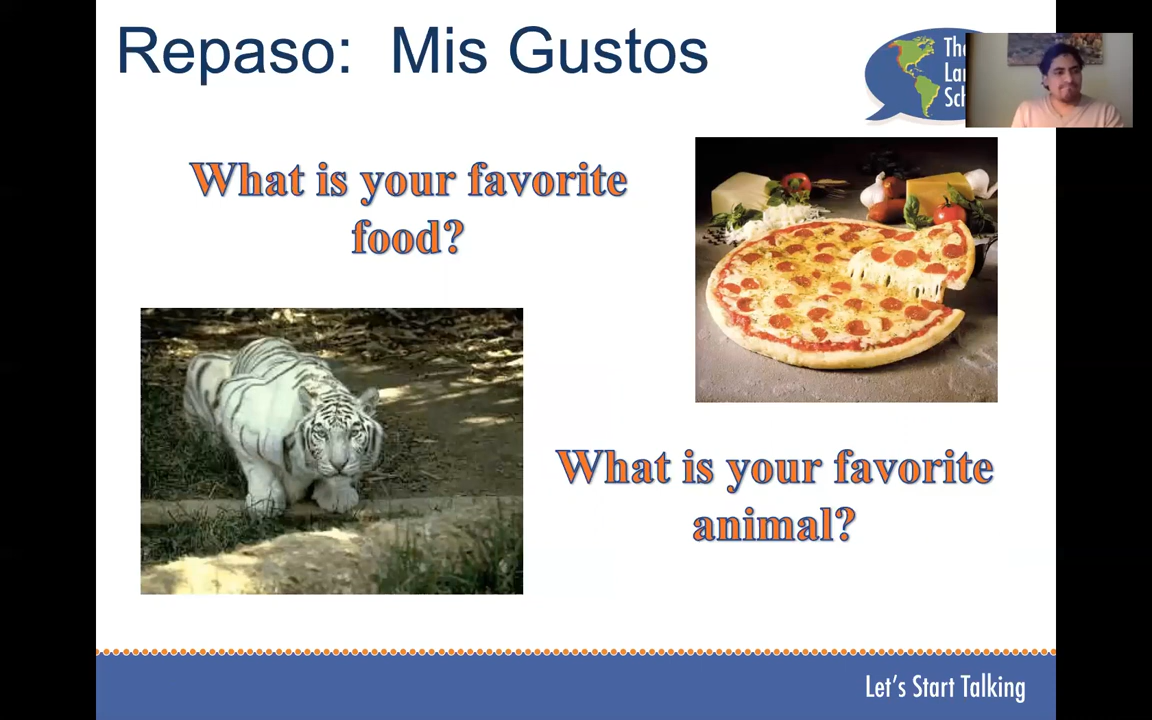 Repaso: Mis Gustos
What is your favorite
food?
What is your favorite
animal?
Let's Start Talking